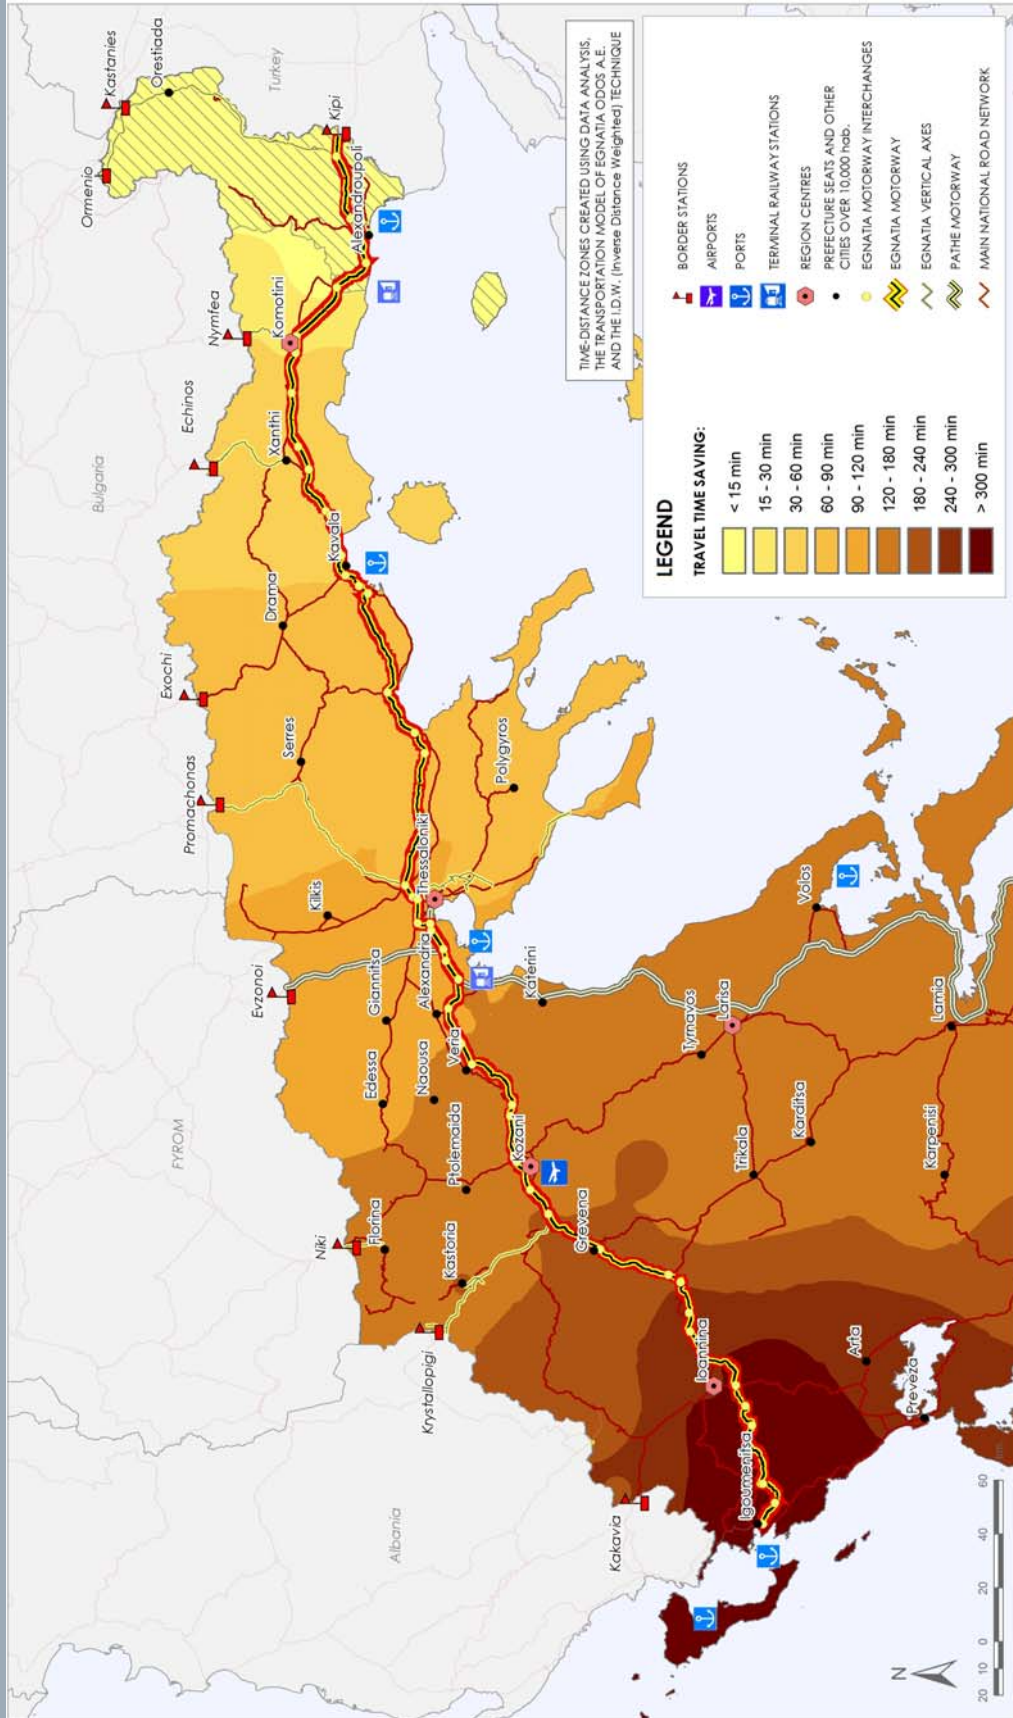 Kastanies
Orestiada
Ormenio
Turkey
Kipi
Alexandroupoli
Nymfea
Komotini
Echinos
Xanthi
Bulgaria
Kavala
Drama
Exochi
Serres
Promachonas
Polygyros
Thessaloniki
Kilkis
Evzonoi
Giannitsa
Alexandria
Katerini
Veria
Naousa
Edessa
FYROM
Ptolemaida
Kozani
Niki
Florina
Kastoria
Grevena
Krystallopigi
Tyrnavos
Larisa
Volos
Lamia
Trikala
Karditsa
Karpenisi
Ioannina
Arta
Preveza
Igoumenitsa
Kakavia
Albania
TIME-DISTANCE ZONES CREATED USING DATA ANALYSIS,
THE TRANSPORTATION MODEL OF EGNATIA ODOS A.E.
AND THE I.D.W. (Inverse Distance Weighted) TECHNIQUE
LEGEND
TRAVEL TIME SAVING:
< 15 min
15 - 30 min
30 - 60 min
60 - 90 min
90 - 120 min
120 - 180 min
180 - 240 min
240 - 300 min
> 300 min
BORDER STATIONS
AIRPORTS
PORTS
TERMINAL RAILWAY STATIONS
REGION CENTRES
PREFECTURE SEATS AND OTHER
CITIES OVER 10,000 hab.
EGNATIA MOTORWAY INTERCHANGES
EGNATIA MOTORWAY
EGNATIA VERTICAL AXES
PATHE MOTORWAY
MAIN NATIONAL ROAD NETWORK
N
20 10 0 20 40 60